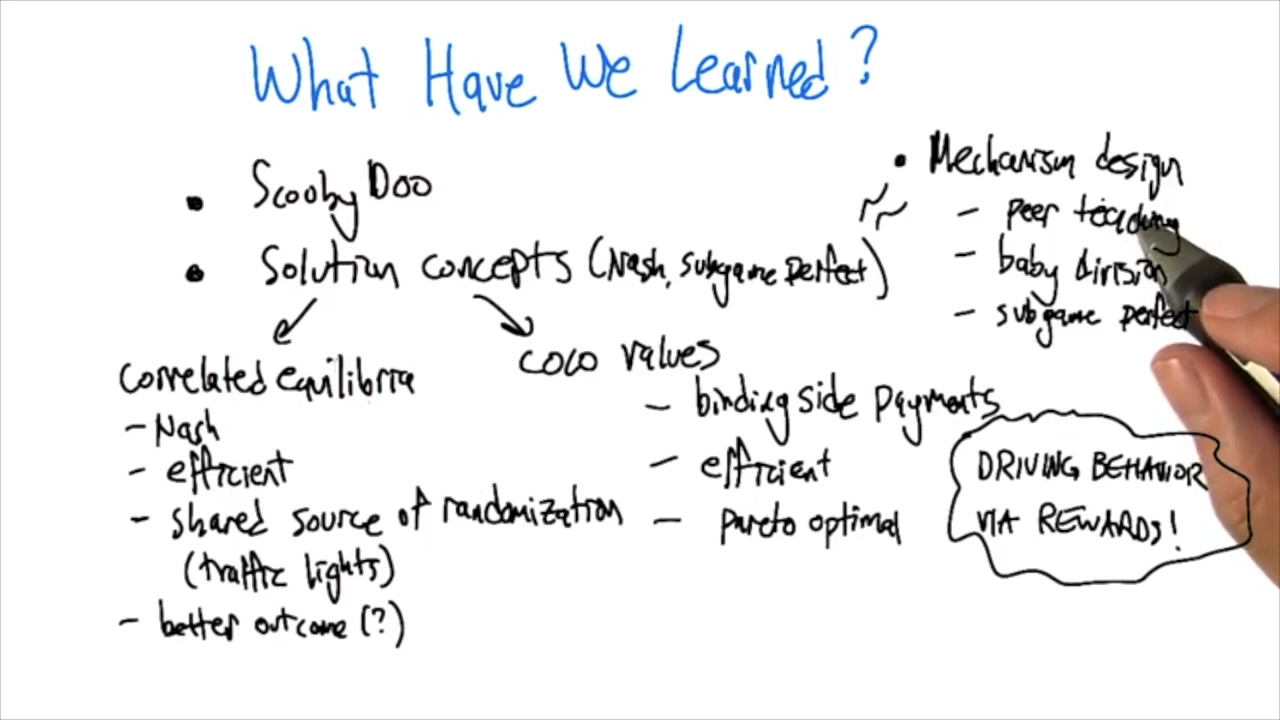 What Have We Learned?
• Scooby Doo
• Solution concepts (Nash, subgame perfect)
correlated equilibria
- Nash
- efficient
- shared source of randomization
(traffic lights)
- better outcome (?)
coco values
- binding side payments
- efficient
- pareto optimal
• Mechanism design
- peer teaching
- baby division
- subgame perfect
DRIVING BEHAVIOR
VIA REWARDS!